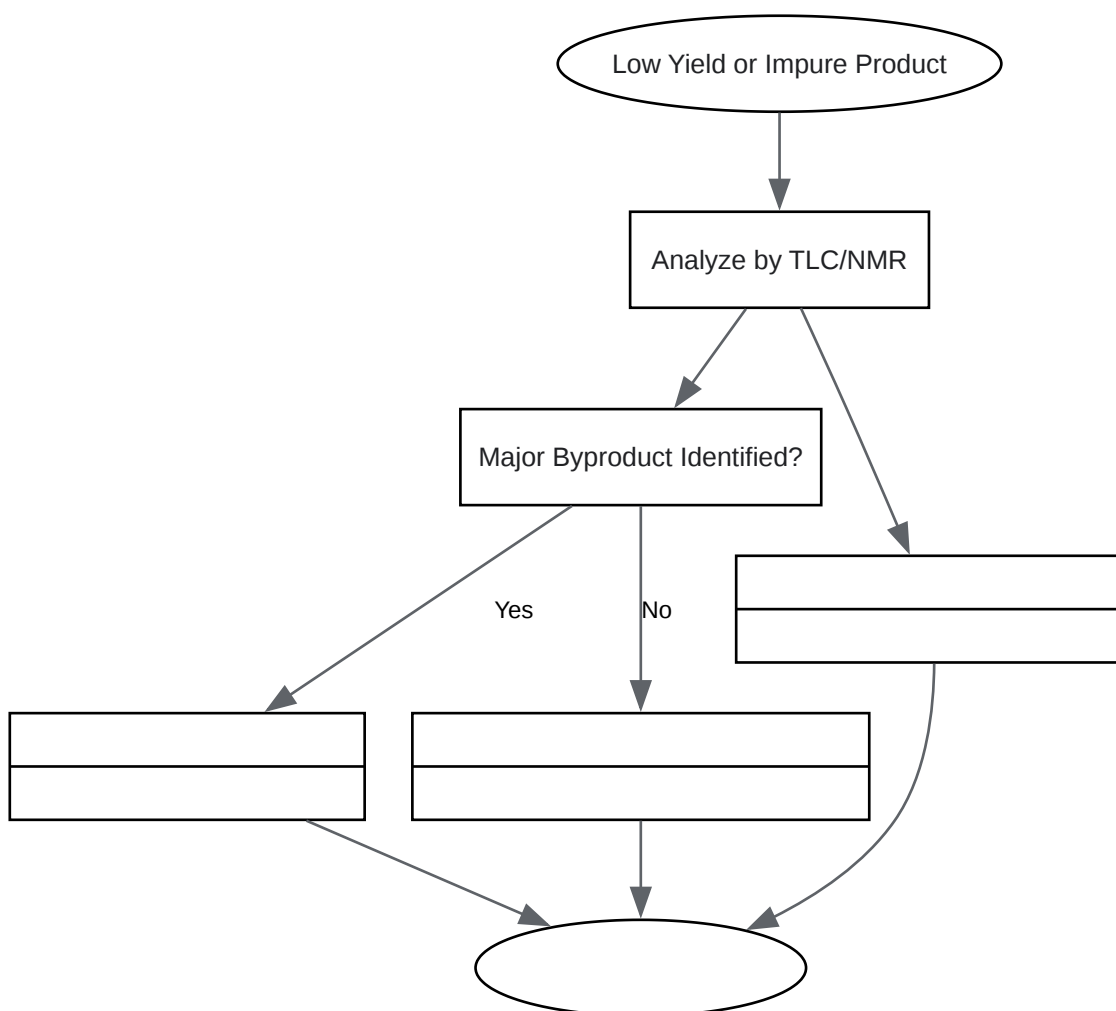 Low Yield or Impure Product
Analyze by TLC/NMR
Major Byproduct Identified?
Yes
No